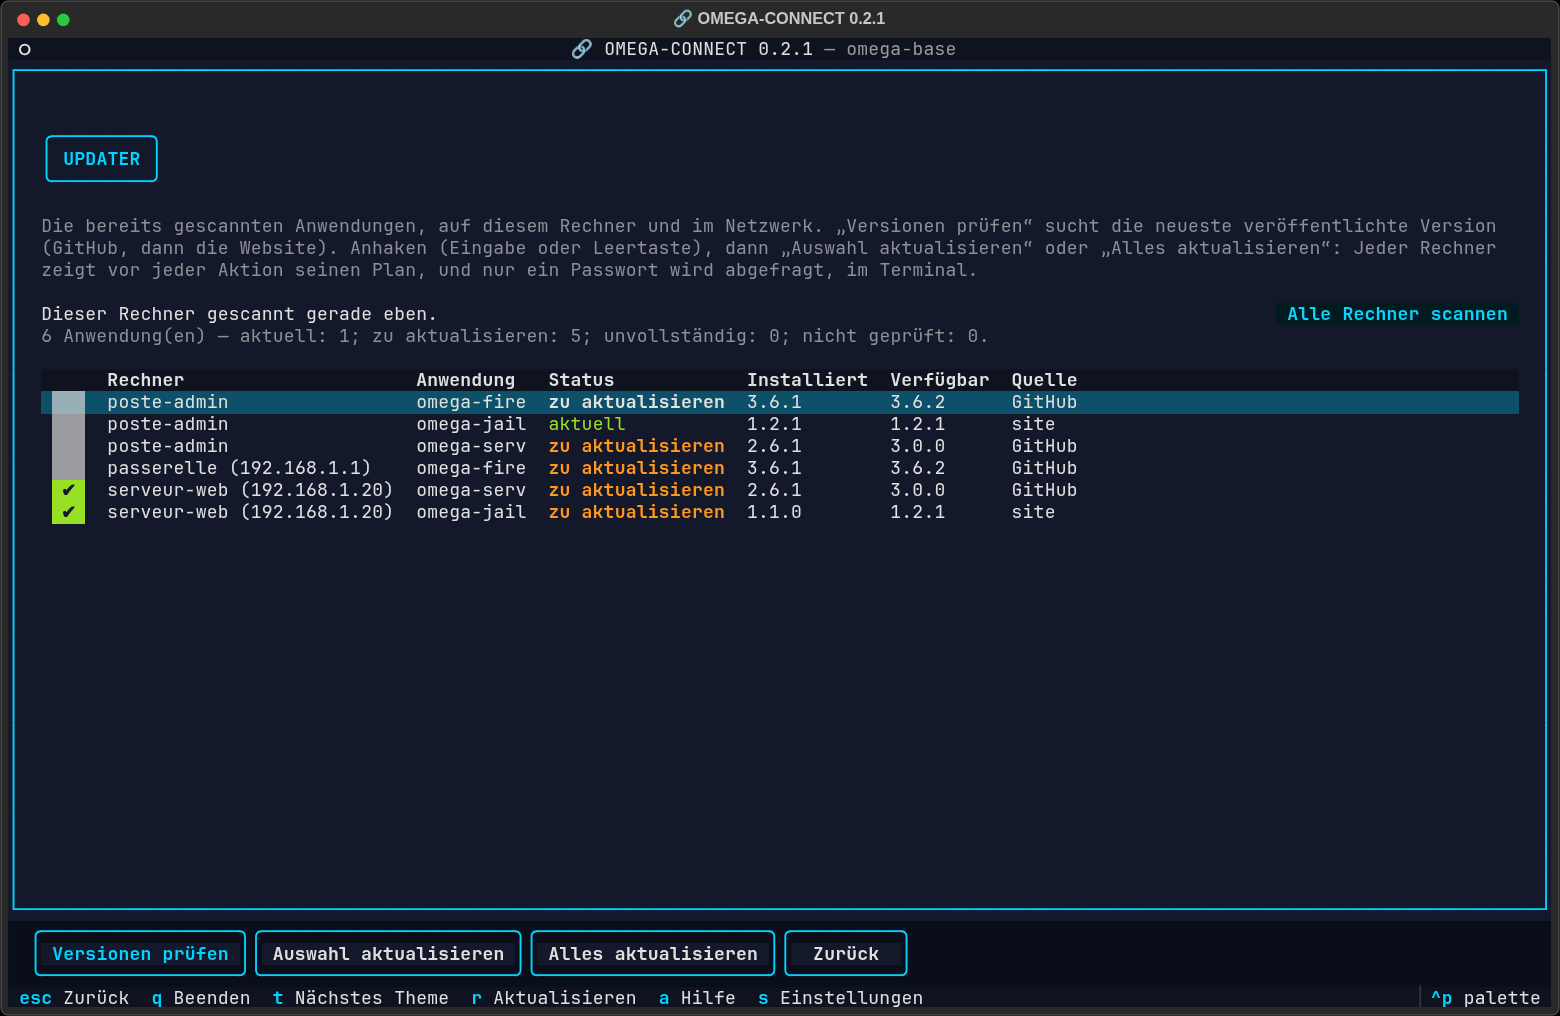 🔗 OMEGA-CONNECT 0.2.1
O 🔗 OMEGA-CONNECT 0.2.1 — omega-base
UPDATER
Die bereits gescannten Anwendungen, auf diesem Rechner und im Netzwerk. „Versionen prüfen“ sucht die neueste veröffentlichte Version
(GitHub, dann die Website). Anhaken (Eingabe oder Leertaste), dann „Auswahl aktualisieren“ oder „Alles aktualisieren“: Jeder Rechner
zeigt vor jeder Aktion seinen Plan, und nur ein Passwort wird abgefragt, im Terminal.
Dieser Rechner gescannt gerade eben. Alle Rechner scannen
6 Anwendung(en) — aktuell: 1; zu aktualisieren: 5; unvollständig: 0; nicht geprüft: 0.
Rechner Anwendung Status Installiert Verfügbar Quelle
poste-admin omega-fire zu aktualisieren 3.6.1 3.6.2 GitHub
poste-admin omega-jail aktuell 1.2.1 1.2.1 site
poste-admin omega-serv zu aktualisieren 2.6.1 3.0.0 GitHub
passerelle (192.168.1.1) omega-fire zu aktualisieren 3.6.1 3.6.2 GitHub
✔ serveur-web (192.168.1.20) omega-serv zu aktualisieren 2.6.1 3.0.0 GitHub
✔ serveur-web (192.168.1.20) omega-jail zu aktualisieren 1.1.0 1.2.1 site
Versionen prüfen Auswahl aktualisieren Alles aktualisieren Zurück
esc Zurück q Beenden t Nächstes Theme r Aktualisieren a Hilfe s Einstellungen ^p palette